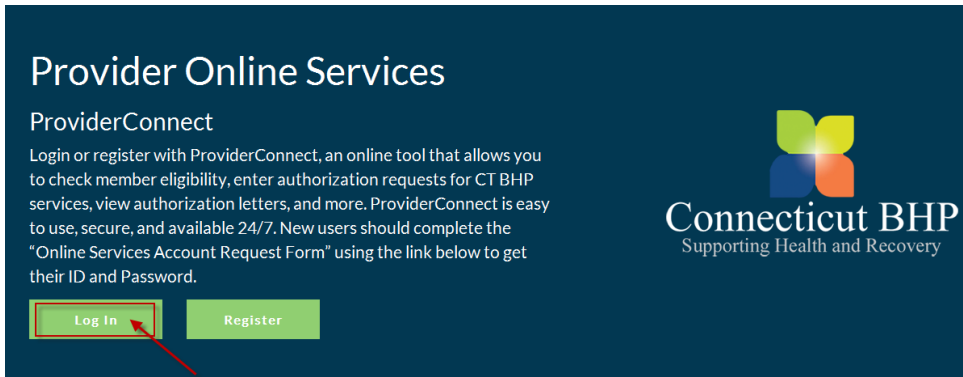 Provider Online Services
ProviderConnect
Login or register with ProviderConnect, an online tool that allows you
to check member eligibility, enter authorization requests for CT BHP
services, view authorization letters, and more. ProviderConnect is easy
to use, secure, and available 24/7. New users should complete the
“Online Services Account Request Form” using the link below to get
their ID and Password.
Log In
Register
Connecticut BHP
Supporting Health and Recovery